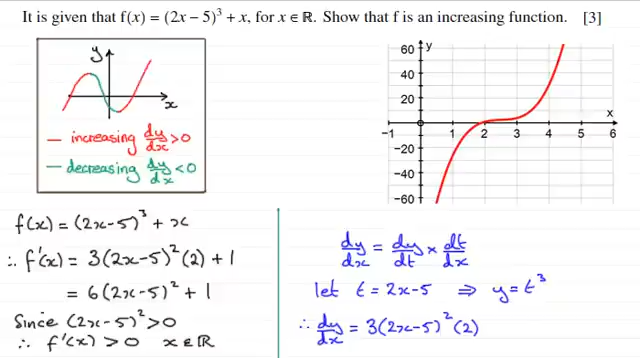 It is given that f(x) = (2x − 5)³ + x, for x ∈ ℝ. Show that f is an increasing function. [3]
y
x
— increasing dy/dx > 0
— decreasing dy/dx < 0
60
40
20
−20
−40
−60
y
x
−1 0 1 2 3 4 5 6
f(x) = (2x − 5)³ + x
∴ f'(x) = 3(2x − 5)²(2) + 1
= 6(2x − 5)² + 1
Since (2x − 5)² > 0
∴ f'(x) > 0 x ∈ ℝ
dy/dx = dy/dt × dt/dx
let t = 2x − 5 ⇒ y = t³
∴ dy/dx = 3(2x − 5)²(2)